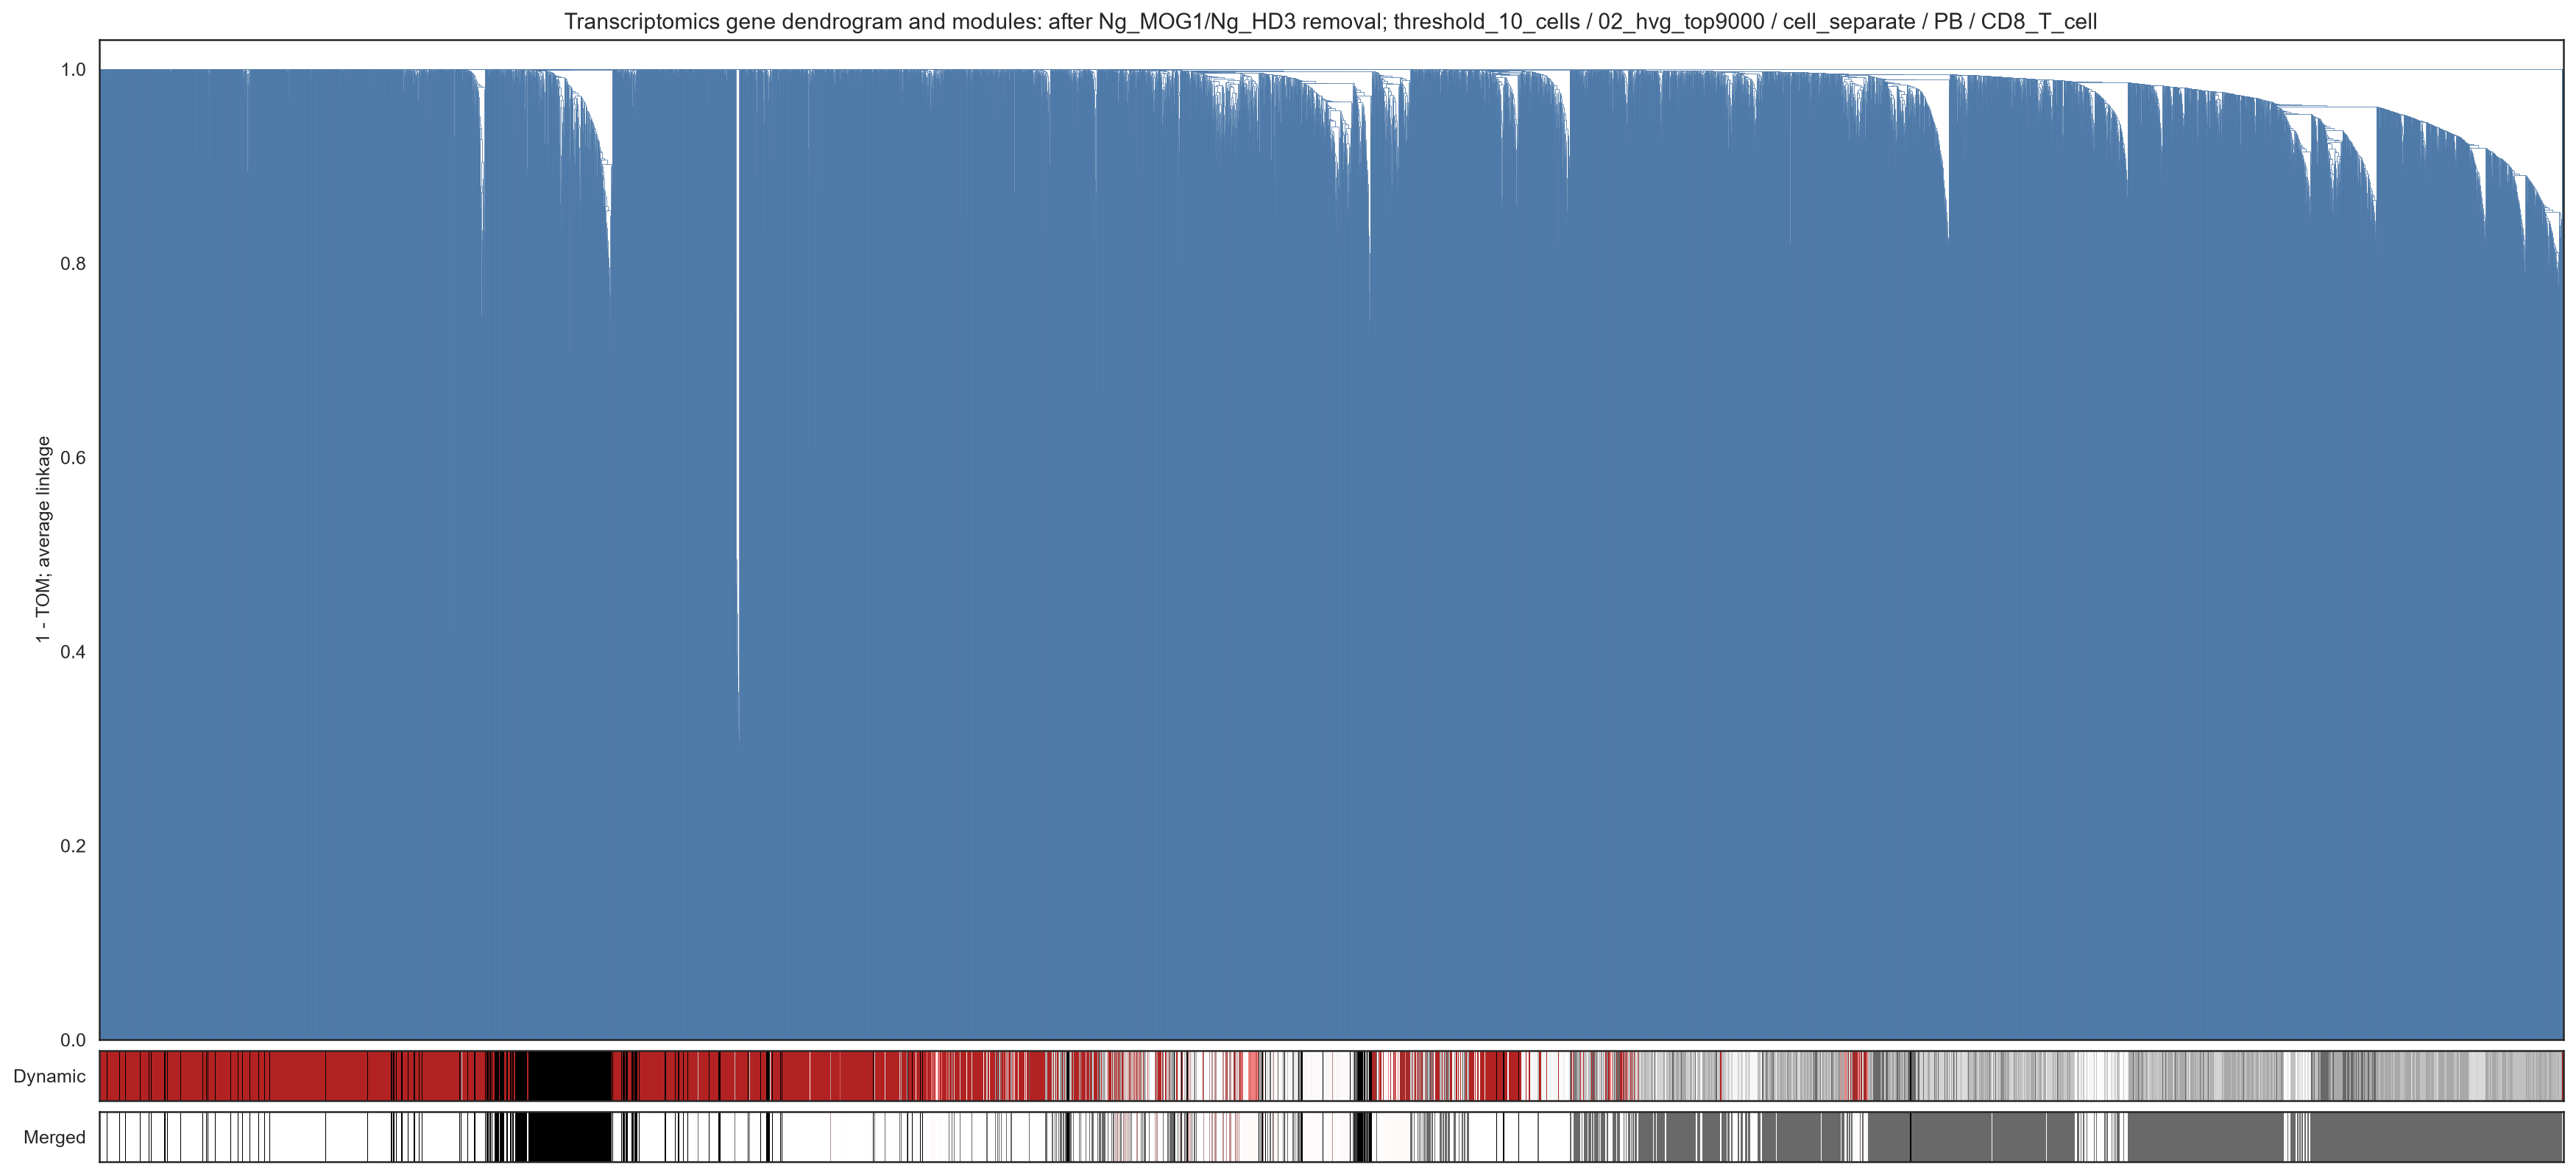 Transcriptomics gene dendrogram and modules: after Ng_MOG1/Ng_HD3 removal; threshold_10_cells / 02_hvg_top9000 / cell_separate / PB / CD8_T_cell
1.0
0.8
0.6
0.4
0.2
0.0
1 - TOM; average linkage
Dynamic
Merged